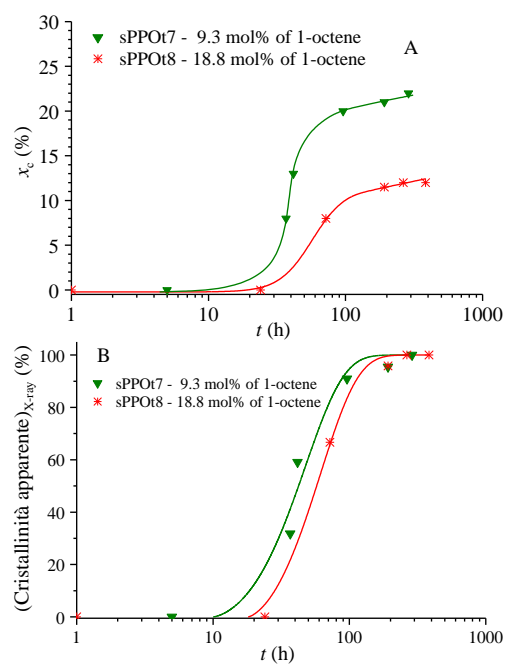 30
25
20
15
10
5
0
x_c (%)
sPPOt7 - 9.3 mol% of 1-octene
sPPOt8 - 18.8 mol% of 1-octene
A
1
10
100
1000
t (h)
B
100
80
60
40
20
0
(Cristallinità apparente)_X-ray (%)
sPPOt7 - 9.3 mol% of 1-octene
sPPOt8 - 18.8 mol% of 1-octene
1
10
100
1000
t (h)